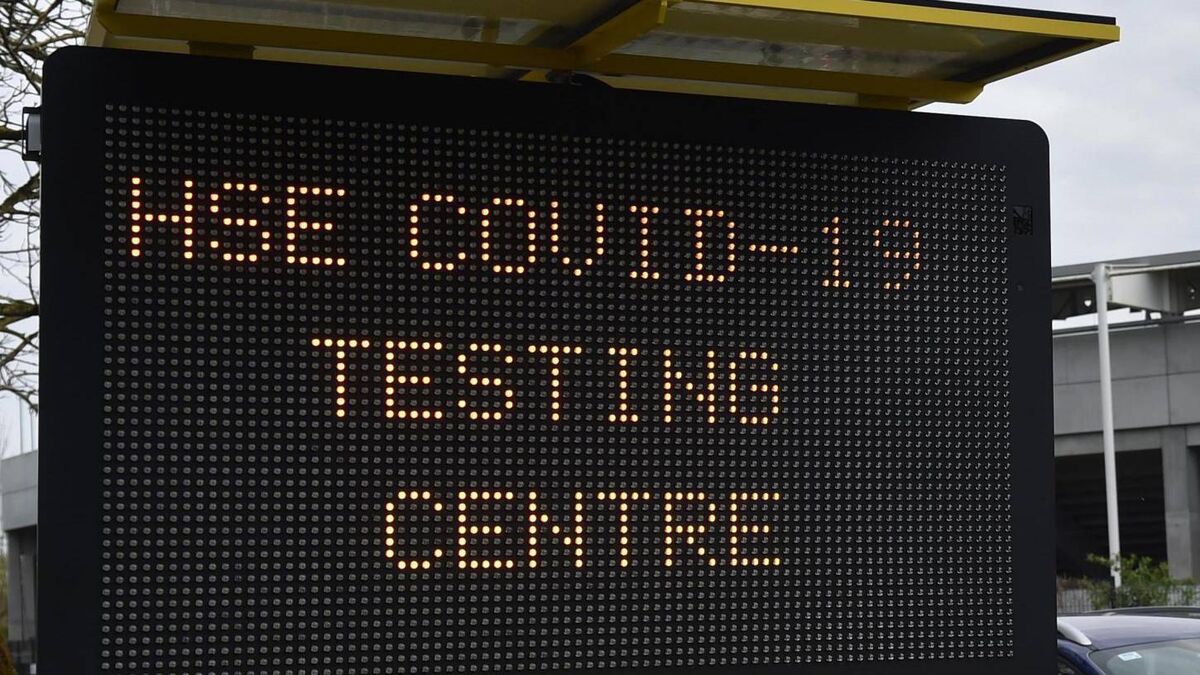 HSE COVID-19
TESTING
CENTRE